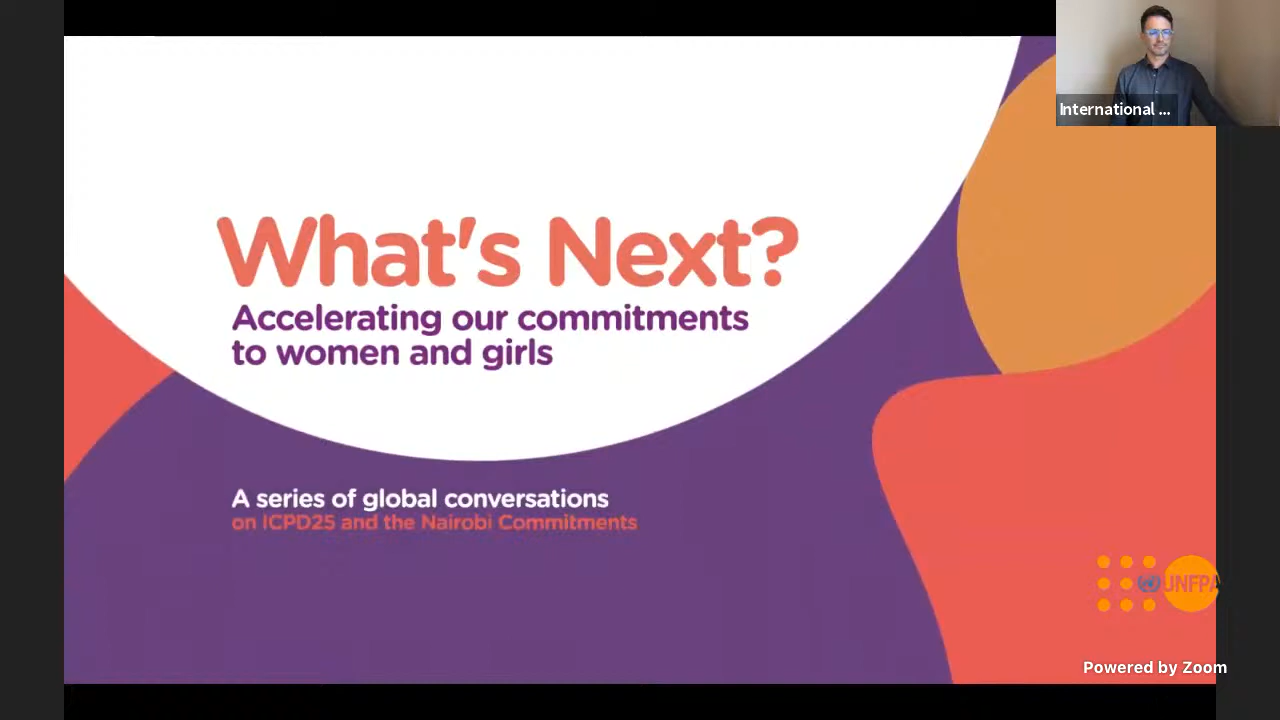 International ...
What's Next?
Accelerating our commitments
to women and girls
A series of global conversations
on ICPD25 and the Nairobi Commitments
UNFPA
Powered by Zoom